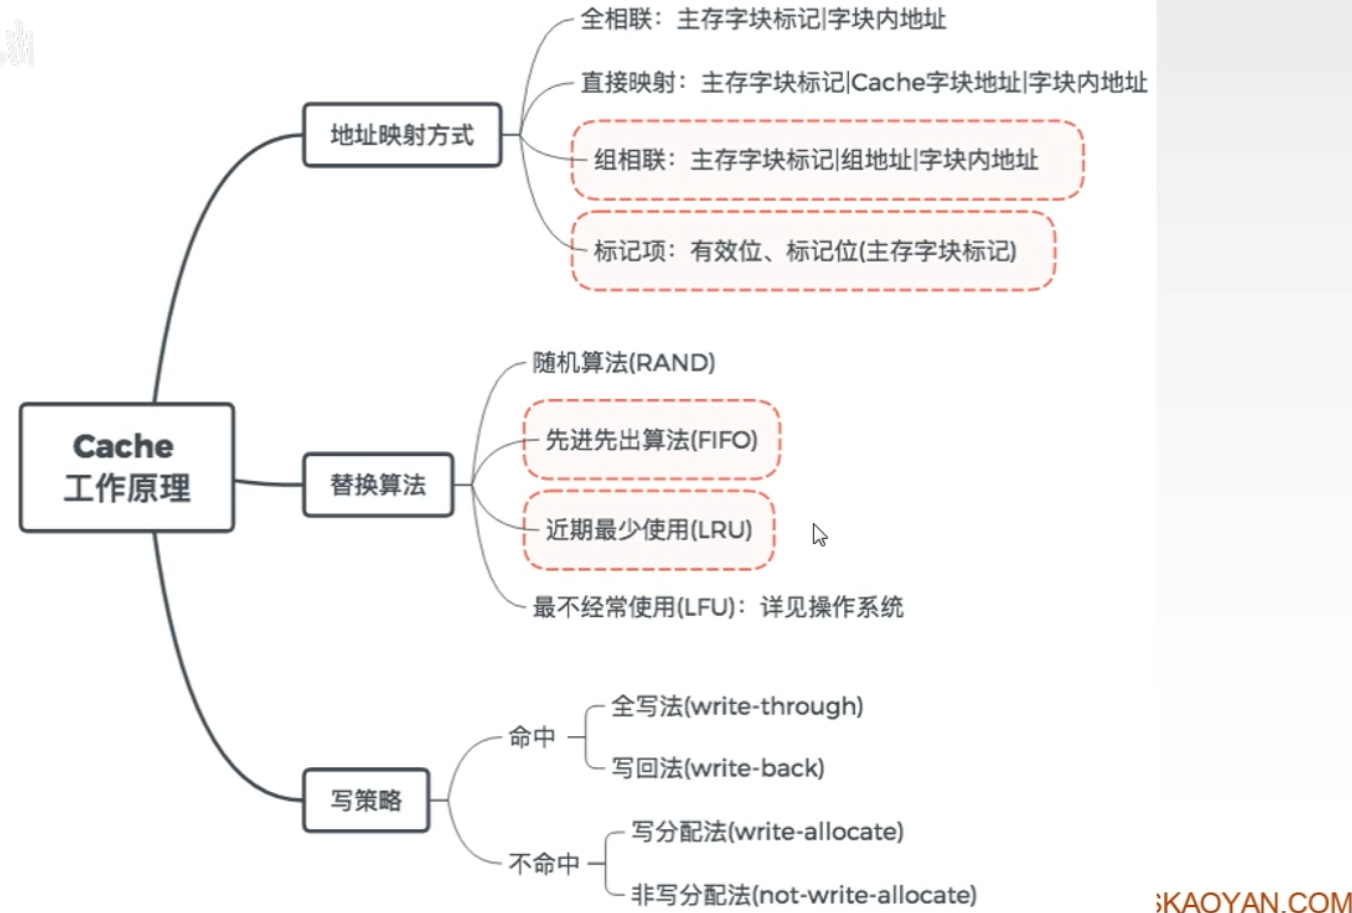 全相联：主存字块标记|字块内地址
直接映射：主存字块标记|Cache字块地址|字块内地址
地址映射方式
组相联：主存字块标记|组地址|字块内地址
标记项：有效位、标记位(主存字块标记)
随机算法(RAND)
先进先出算法(FIFO)
Cache
工作原理
替换算法
近期最少使用(LRU)
最不经常使用(LFU)：详见操作系统
全写法(write-through)
命中
写回法(write-back)
写策略
写分配法(write-allocate)
不命中
非写分配法(not-write-allocate)
SKAOYAN.COM